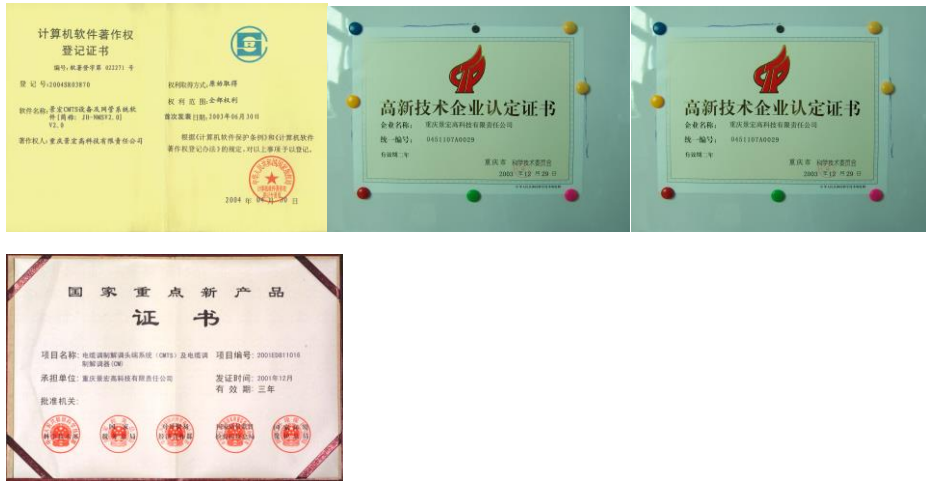 计算机软件著作权
登记证书
编号:软著登字第 022271 号
登 记 号:2004SR03870
软件名称:景宏CMTS设备及网管系统软
件[简称: JH-NMSV2.0]
V2.0
著作权人:重庆景宏高科技有限责任公司
权利取得方式:原始取得
权 利 范 围:全部权利
首次发表日期:2003年06月30日
根据《计算机软件保护条例》和《计算机软件
著作权登记办法》的规定,对以上事项予以登记。
2004 年 04 月 30 日
高新技术企业认定证书
企业名称: 重庆景宏高科技有限责任公司
统一编号: 0451107A0029
有效期二年
重庆市 科学技术委员会
2003 年 12 月 29 日
高新技术企业认定证书
企业名称: 重庆景宏高科技有限责任公司
统一编号: 0451107A0029
有效期二年
重庆市 科学技术委员会
2003 年 12 月 29 日
国家重点新产品
证书
项目名称: 电缆调制解调头端系统(CMTS)及电缆调
制解调器(CM)
项目编号: 2001ES811016
承担单位: 重庆景宏高科技有限责任公司
发证时间: 2001年12月
有 效 期: 三年
批准机关: